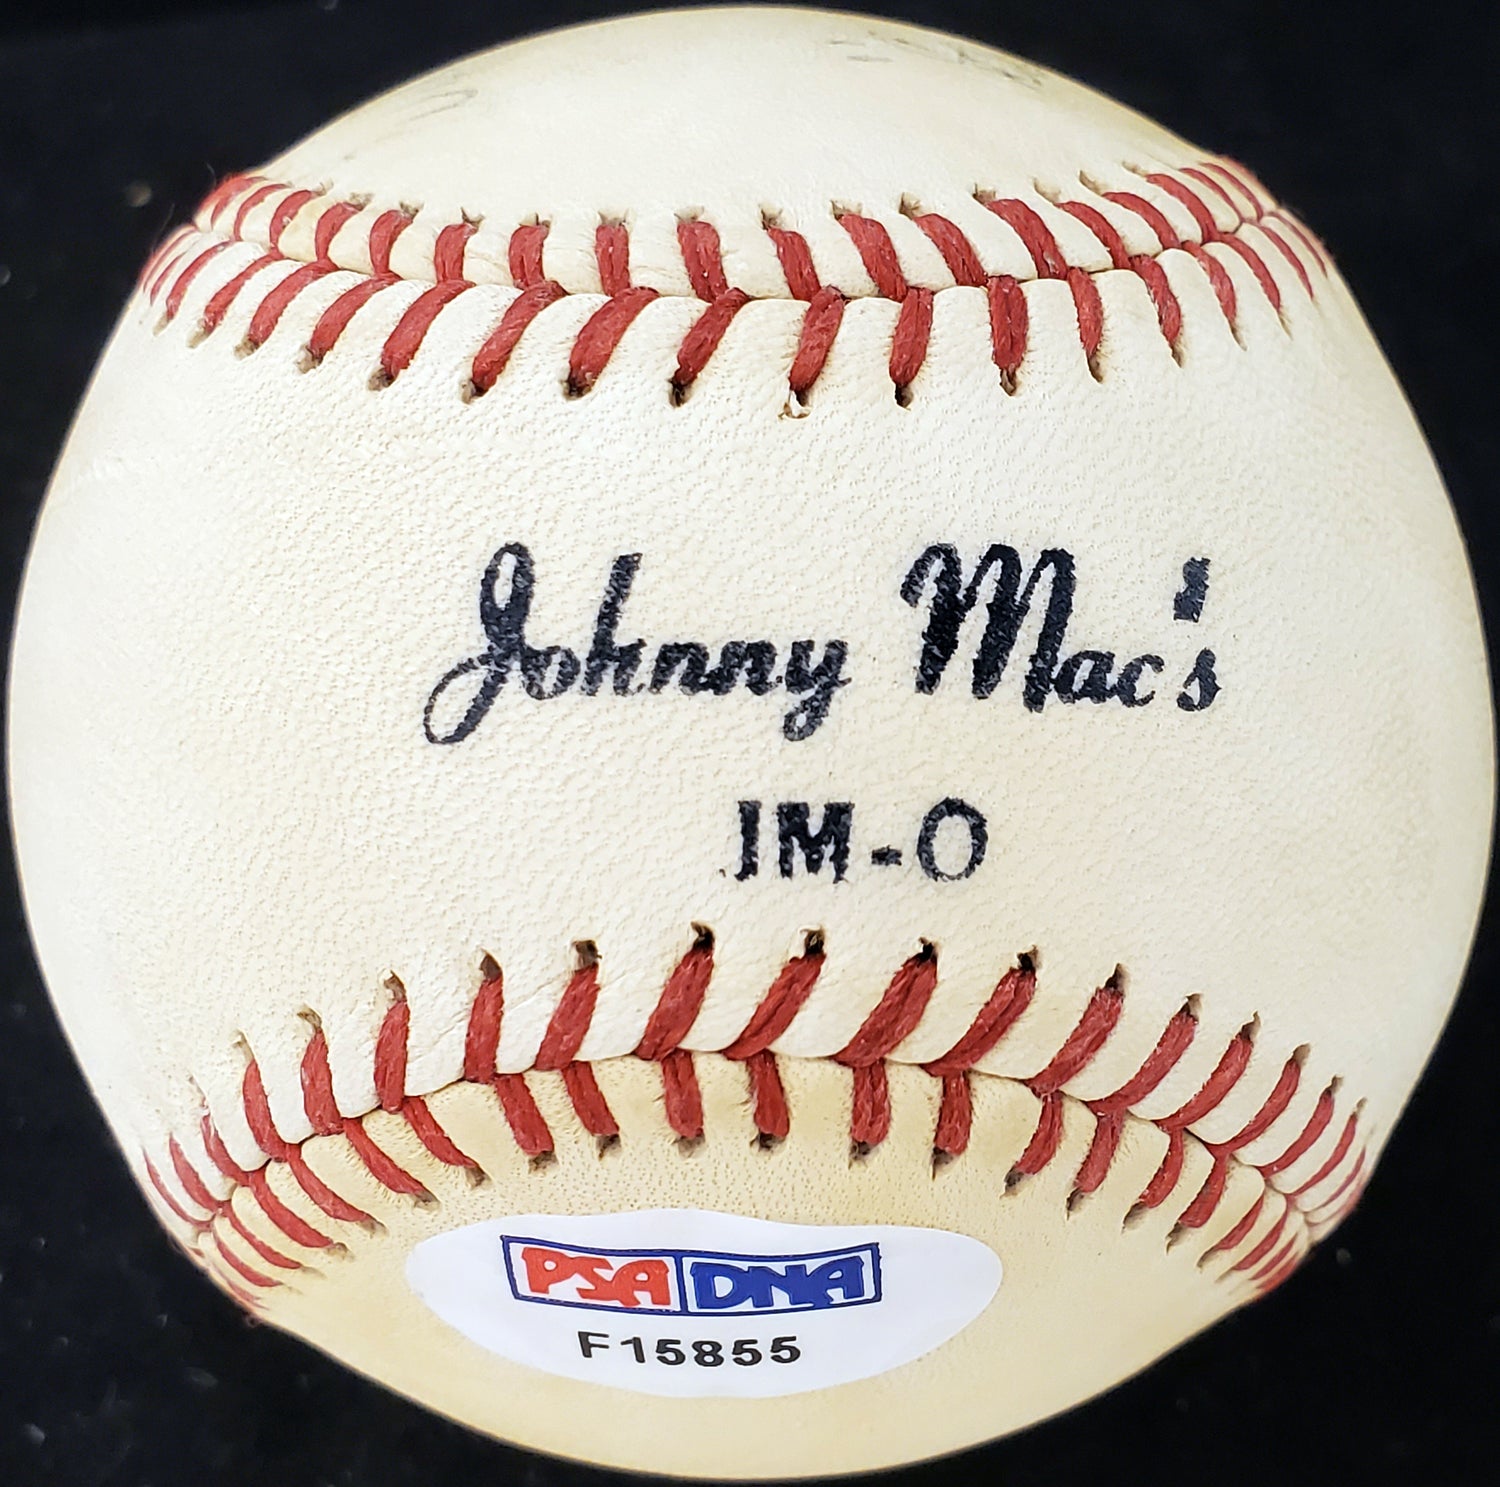 Johnny Mac's
JM-O
PSA DNA
F15855